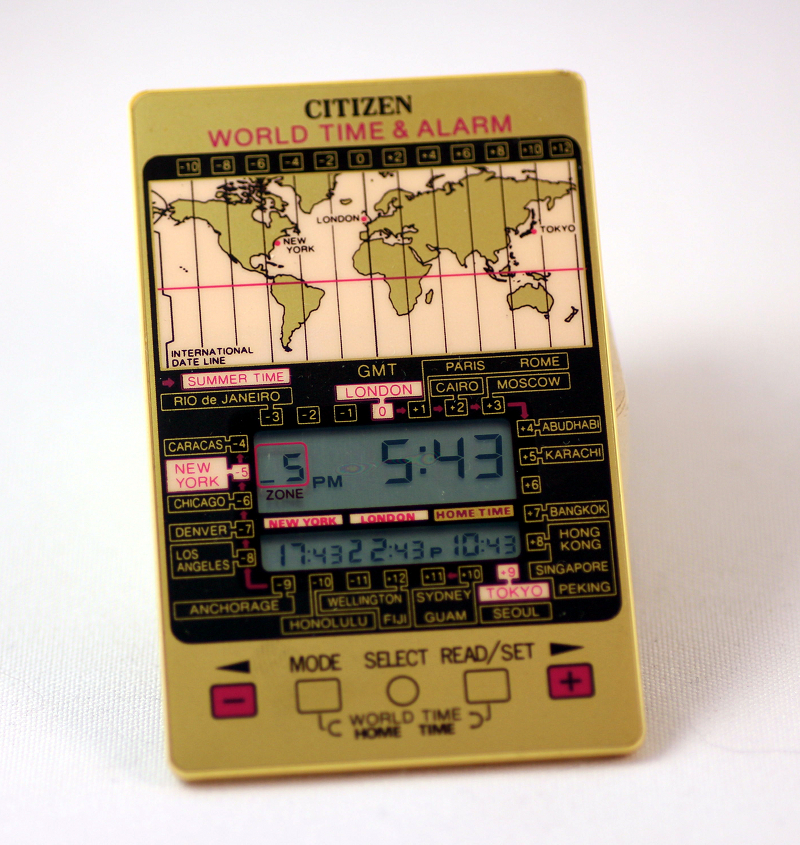 CITIZEN
WORLD TIME & ALARM
-10 -8 -6 -4 -2 0 +2 +4 +6 +8 +10 +12
LONDON
TOKYO
NEW
YORK
INTERNATIONAL
DATE LINE
SUMMER TIME
GMT
PARIS ROME
LONDON
CAIRO MOSCOW
RIO de JANEIRO
-3 -2 -1 0 +1 +2 +3
+4 ABUDHABI
CARACAS -4
+5 KARACHI
NEW
YORK -5
-5 PM 5:43
ZONE
+6
CHICAGO -6
+7 BANGKOK
NEW YORK LONDON HOME TIME
DENVER -7
HONG
KONG
+8
LOS
ANGELES -8
17:43 22:43 P 10:43
SINGAPORE
PEKING
-9 -10 -11 +12 +11 +10 +9
ANCHORAGE
WELLINGTON
SYDNEY
TOKYO
HONOLULU
FIJI
GUAM
SEOUL
MODE SELECT READ/SET
- +
WORLD TIME
HOME TIME